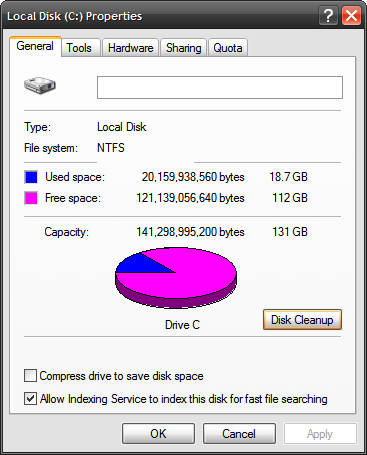 Local Disk (C:) Properties
General Tools Hardware Sharing Quota
Type: Local Disk
File system: NTFS
Used space: 20,159,938,560 bytes 18.7 GB
Free space: 121,139,056,640 bytes 112 GB
Capacity: 141,298,995,200 bytes 131 GB
Drive C
Disk Cleanup
Compress drive to save disk space
Allow Indexing Service to index this disk for fast file searching
OK Cancel Apply